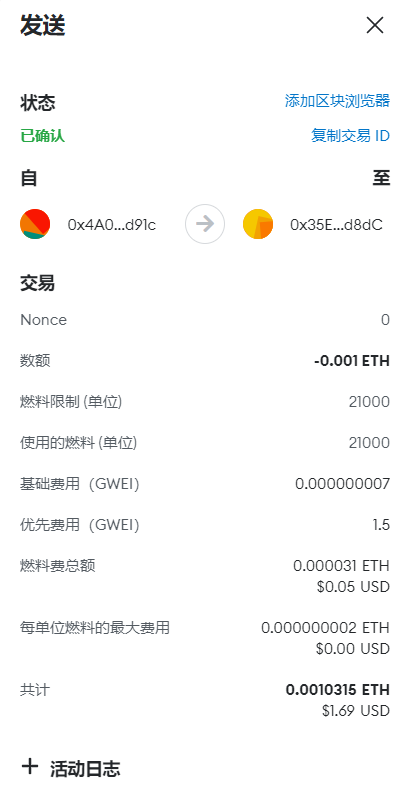 发送
状态 添加区块浏览器
已确认 复制交易 ID
自 至
0x4A0...d91c 0x35E...d8dC
交易
Nonce 0
数额 -0.001 ETH
燃料限制 (单位) 21000
使用的燃料 (单位) 21000
基础费用（GWEI） 0.000000007
优先费用（GWEI） 1.5
燃料费总额 0.000031 ETH
$0.05 USD
每单位燃料的最大费用 0.000000002 ETH
$0.00 USD
共计 0.0010315 ETH
$1.69 USD
+ 活动日志